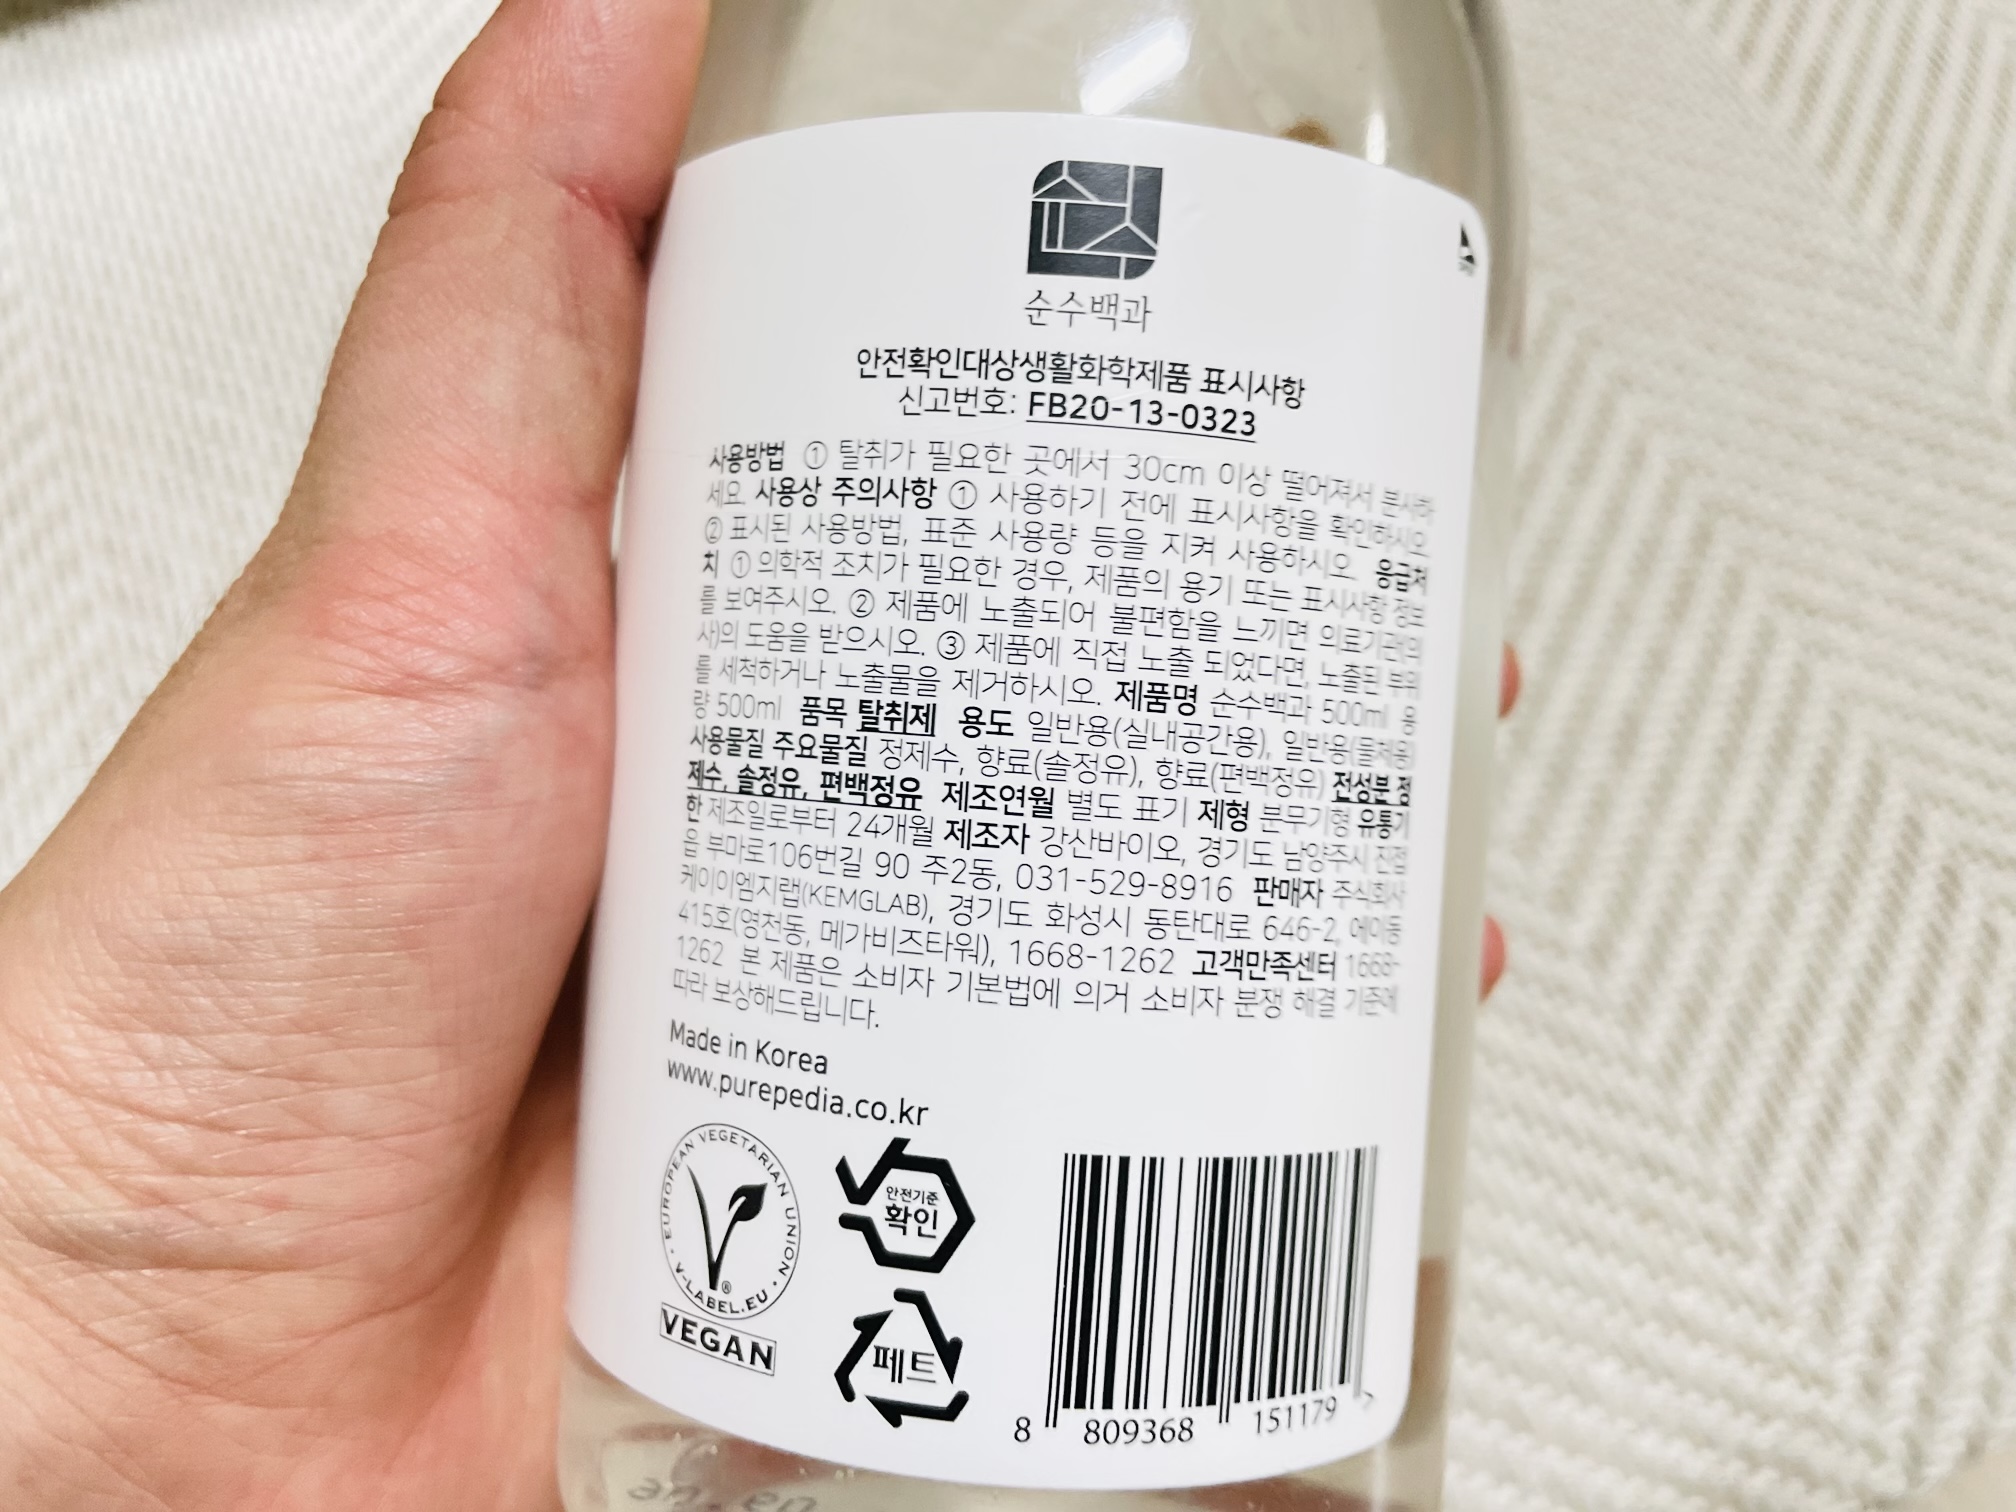 순수백과
안전확인대상생활화학제품 표시사항
신고번호: FB20-13-0323
사용방법 ① 탈취가 필요한 곳에서 30cm 이상 떨어져서 분사하
세요. 사용상 주의사항 ① 사용하기 전에 표시사항을 확인하시오.
② 표시된 사용방법, 표준 사용량 등을 지켜 사용하시오. 응급처
치 ① 의학적 조치가 필요한 경우, 제품의 용기 또는 표시사항 정보
를 보여주시오. ② 제품에 노출되어 불편함을 느끼면 의료기관(의
사)의 도움을 받으시오. ③ 제품에 직접 노출 되었다면, 노출된 부위
를 세척하거나 노출물을 제거하시오. 제품명 순수백과 500ml 용
량 500ml 품목 탈취제 용도 일반용(실내공간용), 일반용(물체용)
사용물질 주요물질 정제수, 향료(솔정유), 향료(편백정유) 전성분 정
제수, 솔정유, 편백정유 제조연월 별도 표기 제형 분무기형 유통기
한 제조일로부터 24개월 제조자 강산바이오, 경기도 남양주시 진접
읍 부마로106번길 90 주2동, 031-529-8916 판매자 주식회사
케이이엠지랩(KEMGLAB), 경기도 화성시 동탄대로 646-2, 에이동
415호(영천동, 메가비즈타워), 1668-1262 고객만족센터 1668-
1262 본 제품은 소비자 기본법에 의거 소비자 분쟁 해결 기준에
따라 보상해드립니다.
Made in Korea
www.purepedia.co.kr
EUROPEAN VEGETARIAN UNION
V-LABEL.EU
VEGAN
안전기준
확인
페트
8 809368 151179 >